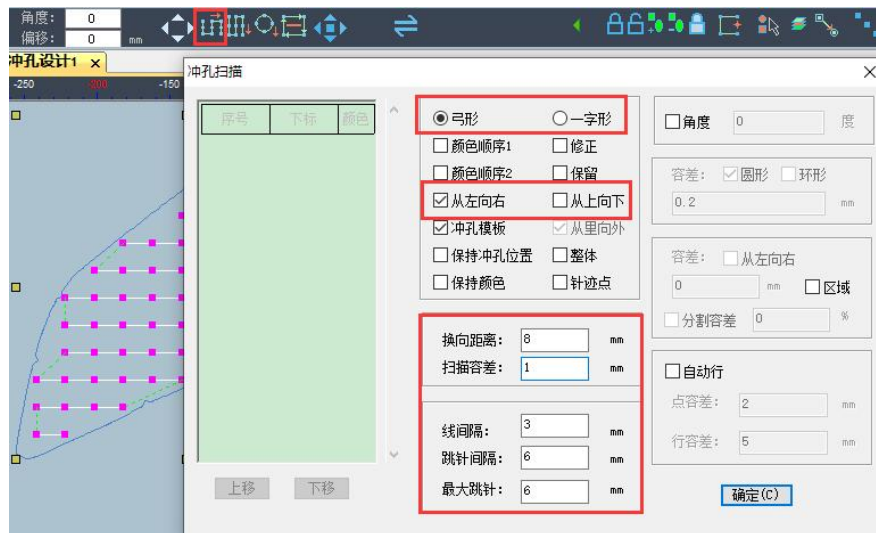 角度： 0
偏移： 0 mm
冲孔设计1 x
-250 -200 -150
冲孔扫描
序号 下标 颜色
弓形 一字形
颜色顺序1 修正
颜色顺序2 保留
从左向右 从上向下
冲孔模板 从里向外
保持冲孔位置 整体
保持颜色 针迹点
换向距离： 8 mm
扫描容差： 1 mm
线间隔： 3 mm
跳针间隔： 6 mm
最大跳针： 6 mm
上移 下移
角度 0 度
容差： 圆形 环形
0.2 mm
容差： 从左向右
0 mm 区域
分割容差 0 %
自动行
点容差： 2 mm
行容差： 5 mm
确定(C)